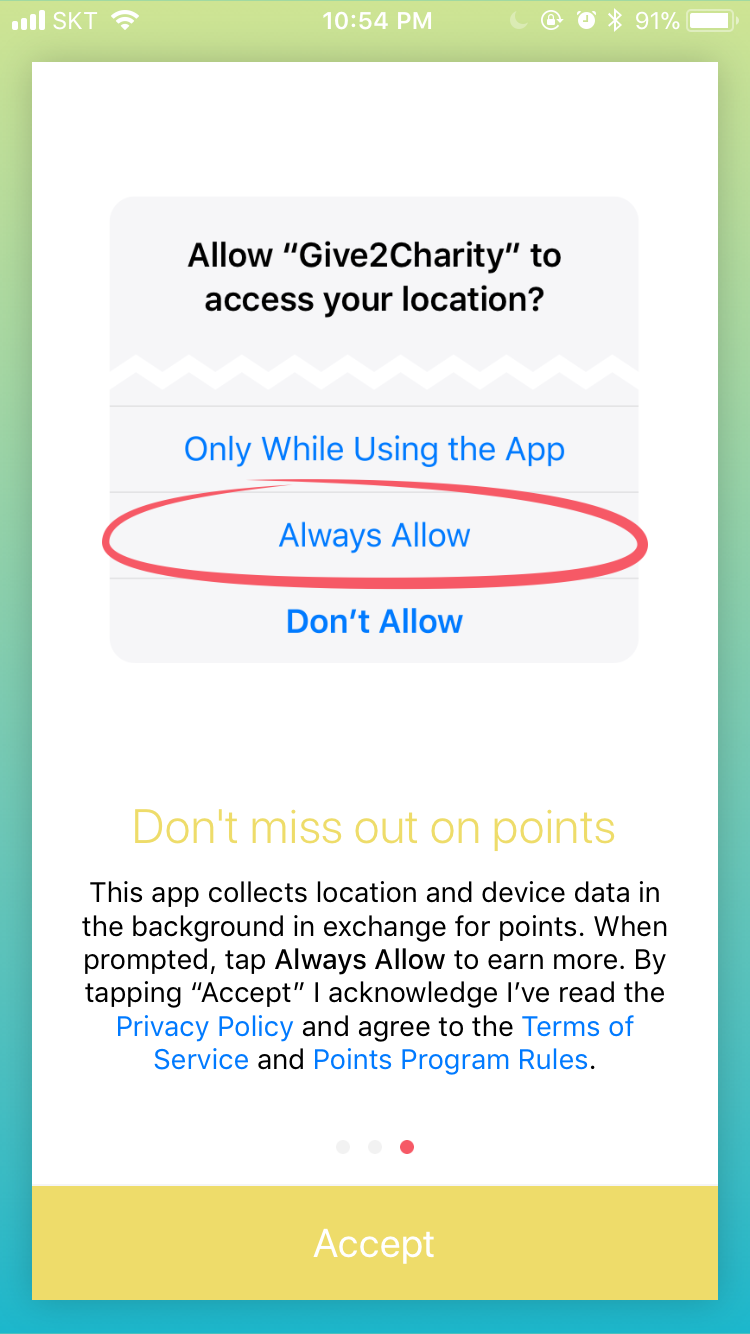 SKT 10:54 PM 91%
Allow “Give2Charity” to
access your location?
Only While Using the App
Always Allow
Don’t Allow
Don't miss out on points
This app collects location and device data in
the background in exchange for points. When
prompted, tap Always Allow to earn more. By
tapping “Accept” I acknowledge I’ve read the
Privacy Policy and agree to the Terms of
Service and Points Program Rules.
Accept